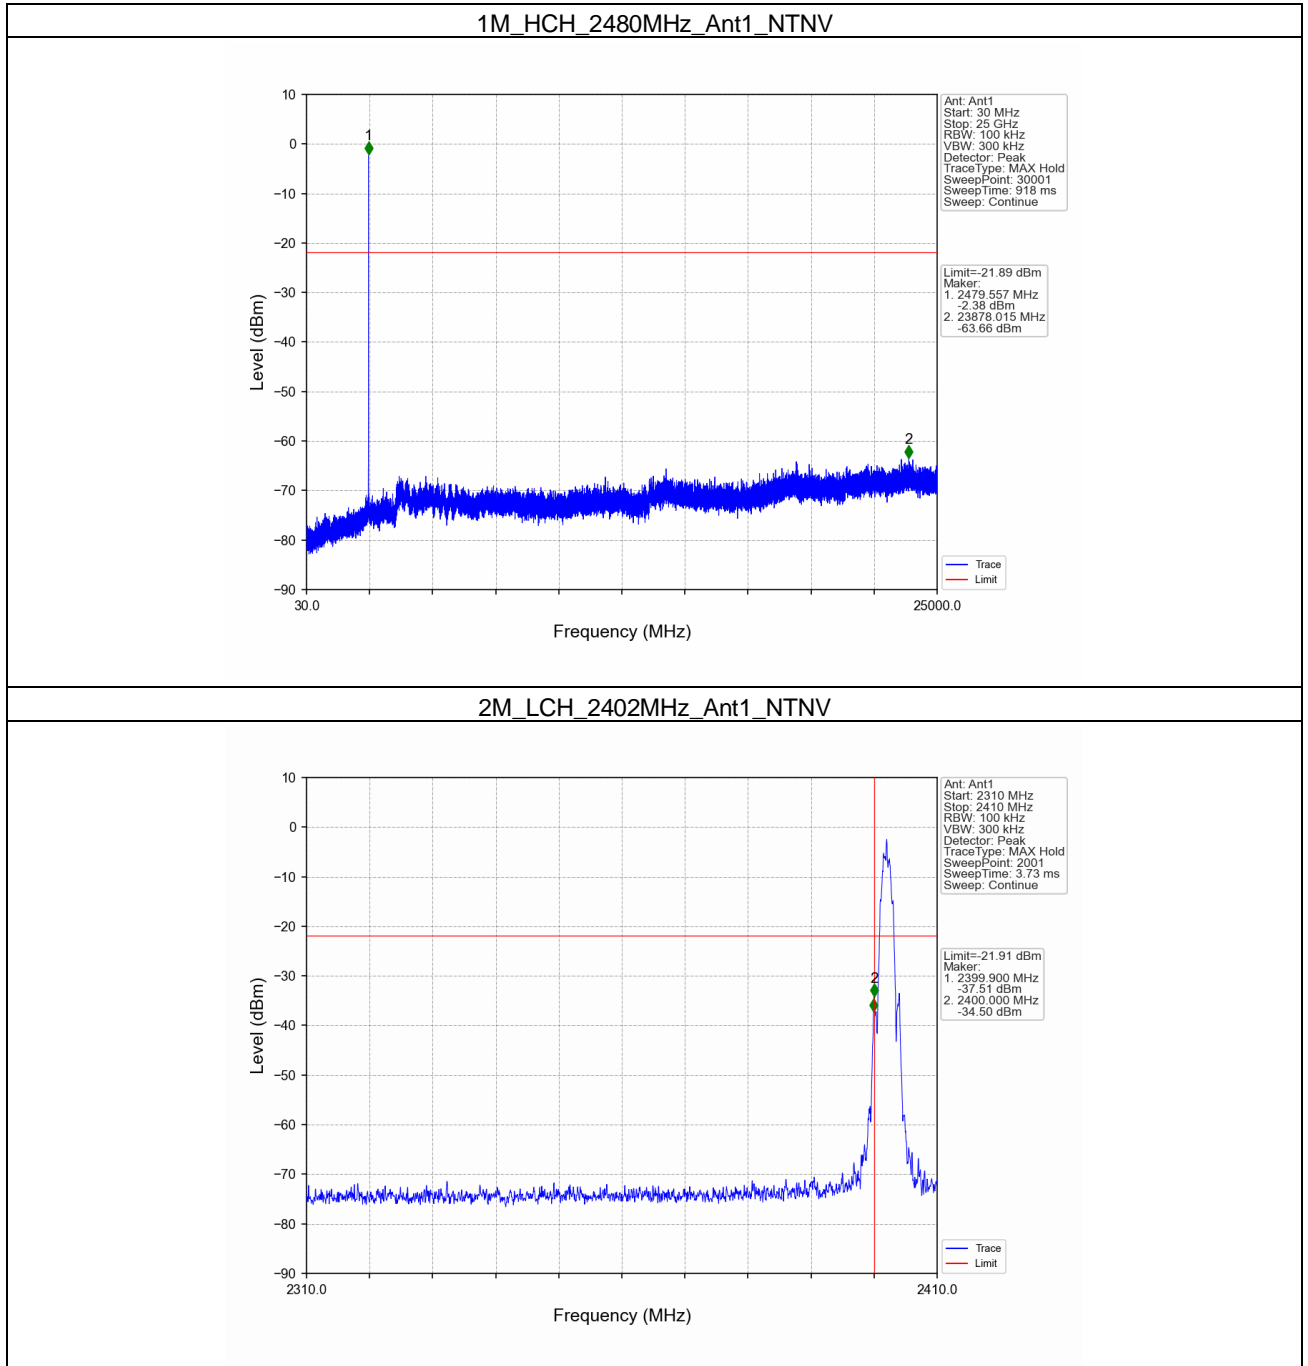 1M_HCH_2480MHz_Ant1_NTNV
10
0
−10
−20
−30
−40
−50
−60
−70
−80
−90
Level (dBm)
1
2
30.0
25000.0
Frequency (MHz)
Ant: Ant1
Start: 30 MHz
Stop: 25 GHz
RBW: 100 kHz
VBW: 300 kHz
Detector: Peak
TraceType: MAX Hold
SweepPoint: 30001
SweepTime: 918 ms
Sweep: Continue
Limit=-21.89 dBm
Maker:
1. 2479.557 MHz
-2.38 dBm
2. 23878.015 MHz
-63.66 dBm
Trace
Limit
2M_LCH_2402MHz_Ant1_NTNV
10
0
−10
−20
−30
−40
−50
−60
−70
−80
−90
Level (dBm)
2
2310.0
2410.0
Frequency (MHz)
Ant: Ant1
Start: 2310 MHz
Stop: 2410 MHz
RBW: 100 kHz
VBW: 300 kHz
Detector: Peak
TraceType: MAX Hold
SweepPoint: 2001
SweepTime: 3.73 ms
Sweep: Continue
Limit=-21.91 dBm
Maker:
1. 2399.900 MHz
-37.51 dBm
2. 2400.000 MHz
-34.50 dBm
Trace
Limit